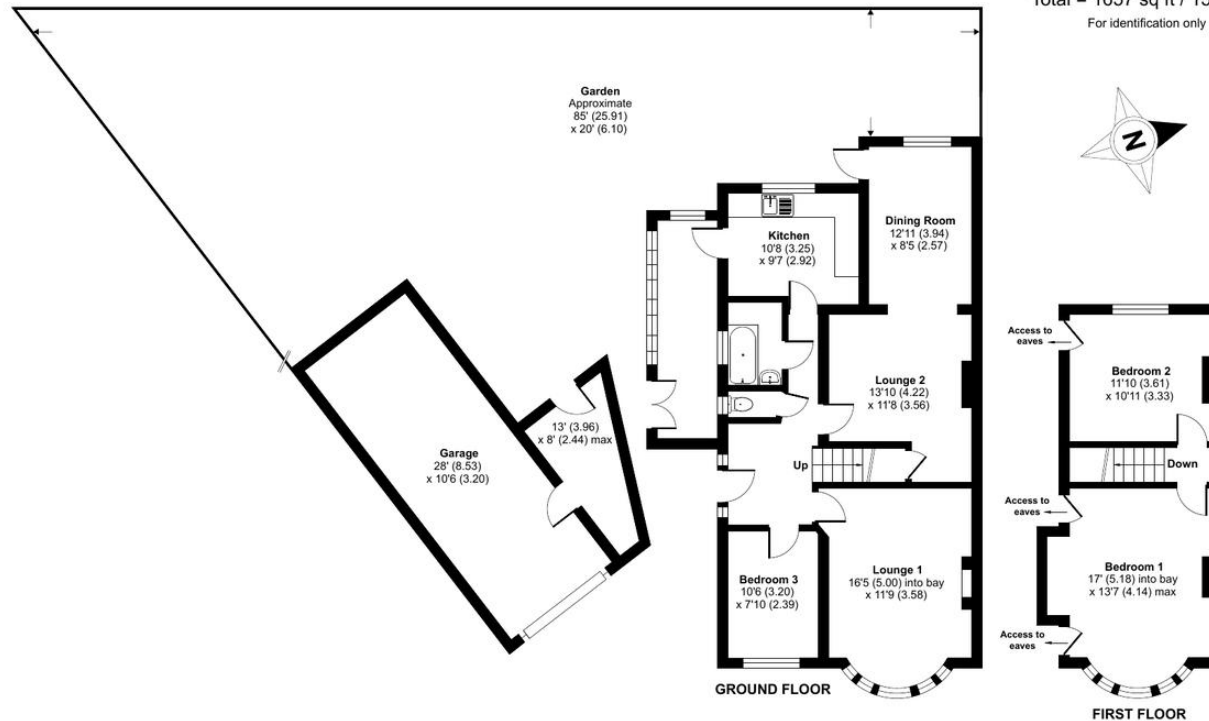 For identification only
Garden
Approximate
85' (25.91)
x 20' (6.10)
N
Dining Room
12'11 (3.94)
x 8'5 (2.57)
Kitchen
10'8 (3.25)
x 9'7 (2.92)
Lounge 2
13'10 (4.22)
x 11'8 (3.56)
13' (3.96)
x 8' (2.44) max
Garage
28' (8.53)
x 10'6 (3.20)
Up
Lounge 1
16'5 (5.00) into bay
x 11'9 (3.58)
Bedroom 3
10'6 (3.20)
x 7'10 (2.39)
GROUND FLOOR
Access to
eaves
Bedroom 2
11'10 (3.61)
x 10'11 (3.33)
Down
Access to
eaves
Bedroom 1
17' (5.18) into bay
x 13'7 (4.14) max
Access to
eaves
FIRST FLOOR